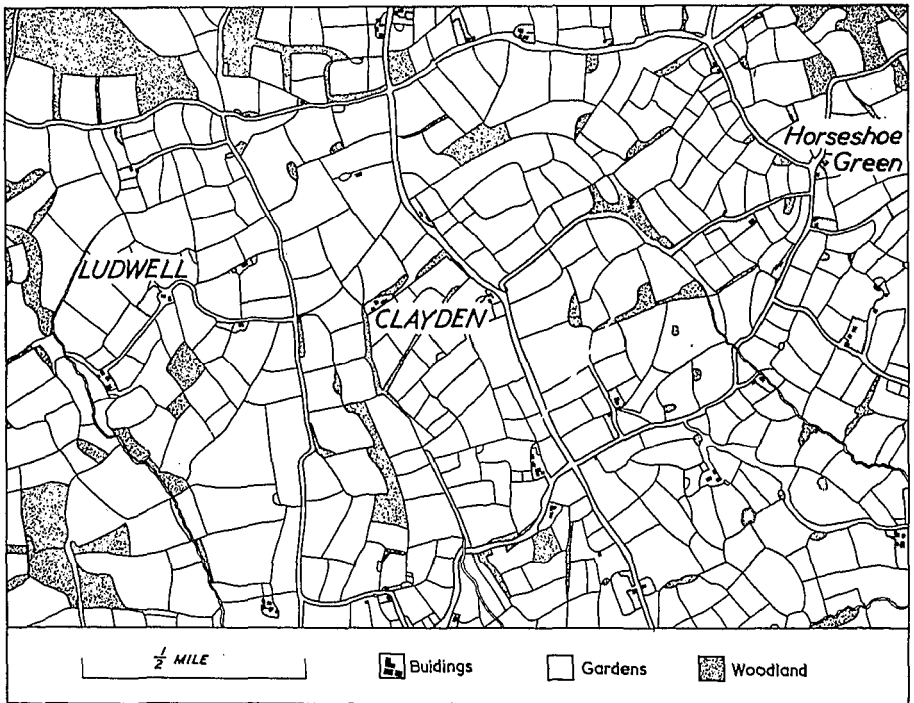 Horseshoe
Green
LUDWELL
CLAYDEN
½ MILE
Buidings
Gardens
Woodland